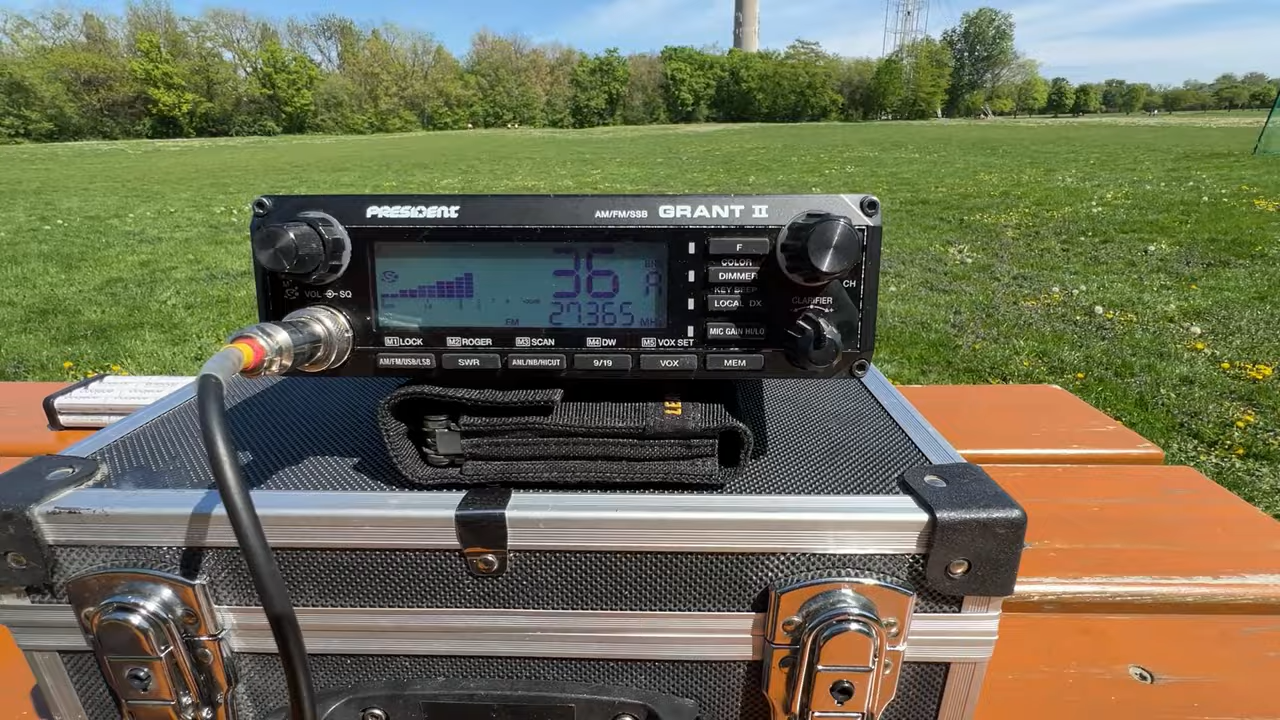 PRESIDENT
AM/FM/SSB GRANT II
F
COLOR
DIMMER
KEY BEEP
LOCAL DX
MIC GAIN HI/LO
CH
CLARIFIER
VOL SQ
36
A
27.365 MHz
FM
M1 LOCK M2 ROGER M3 SCAN M4 DW M5 VOX SET
AM/FM/USB/LSB SWR ANL/NB/HICUT 9/19 VOX MEM